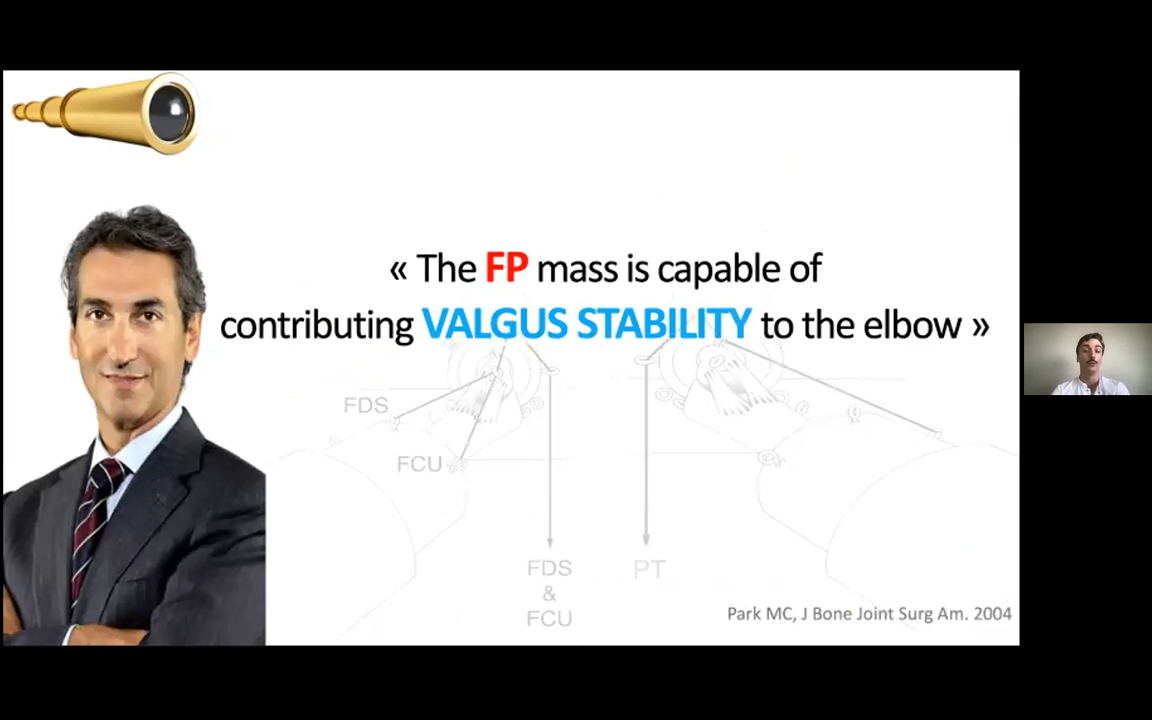 « The FP mass is capable of
contributing VALGUS STABILITY to the elbow »
FDS
FCU
FDS
&
FCU
PT
Park MC, J Bone Joint Surg Am. 2004